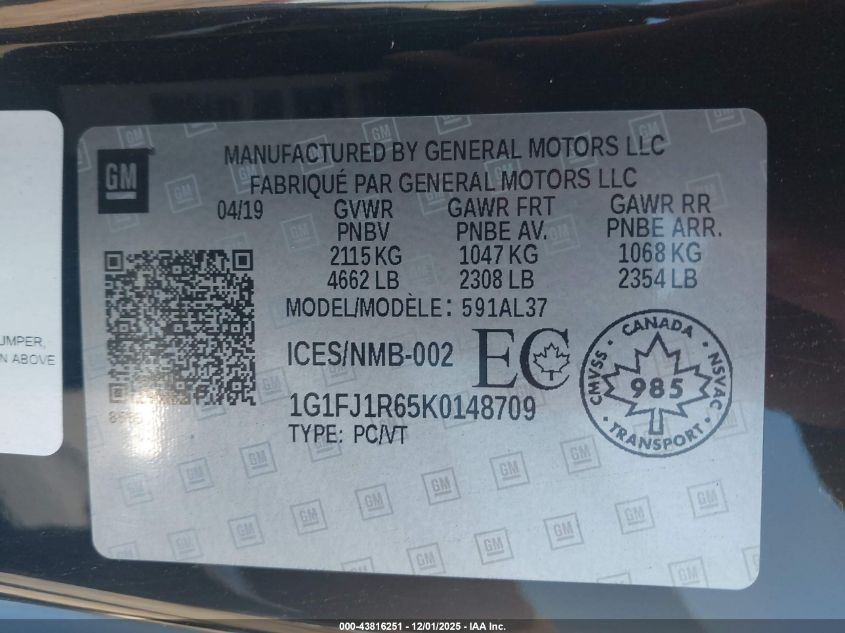 MANUFACTURED BY GENERAL MOTORS LLC
FABRIQUÉ PAR GENERAL MOTORS LLC
GM
04/19 GVWR GAWR FRT GAWR RR
PNBV PNBE AV. PNBE ARR.
2115 KG 1047 KG 1068 KG
4662 LB 2308 LB 2354 LB
MODEL/MODÈLE: 591AL37
ICES/NMB-002 EC
1G1FJ1R65K0148709
TYPE: PC/VT
CANADA
CMVSS 985 NSVAC
TRANSPORT
UMPER,
N ABOVE
000-43816251 - 12/01/2025 - IAA Inc.